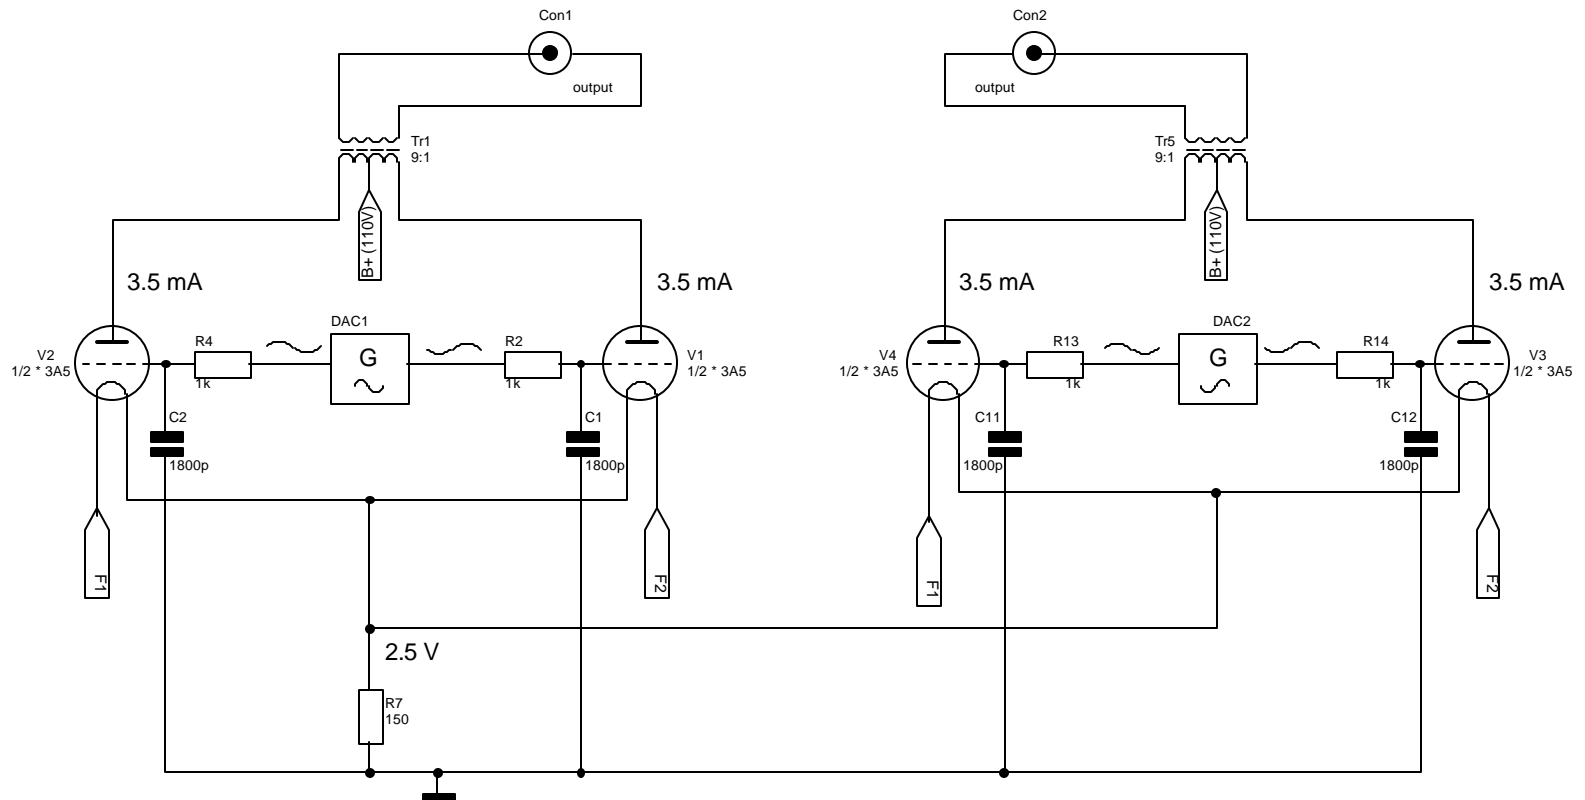 Con1
Con2
output
output
Tr1
9:1
Tr5
9:1
B+ (110V)
B+ (110V)
3.5 mA
3.5 mA
3.5 mA
3.5 mA
DAC1
DAC2
V2
1/2 * 3A5
R4
1k
G
R2
1k
V1
1/2 * 3A5
V4
1/2 * 3A5
R13
1k
G
R14
1k
V3
1/2 * 3A5
C2
1800p
C1
1800p
C11
1800p
C12
1800p
F1
F2
F1
F2
2.5 V
R7
150